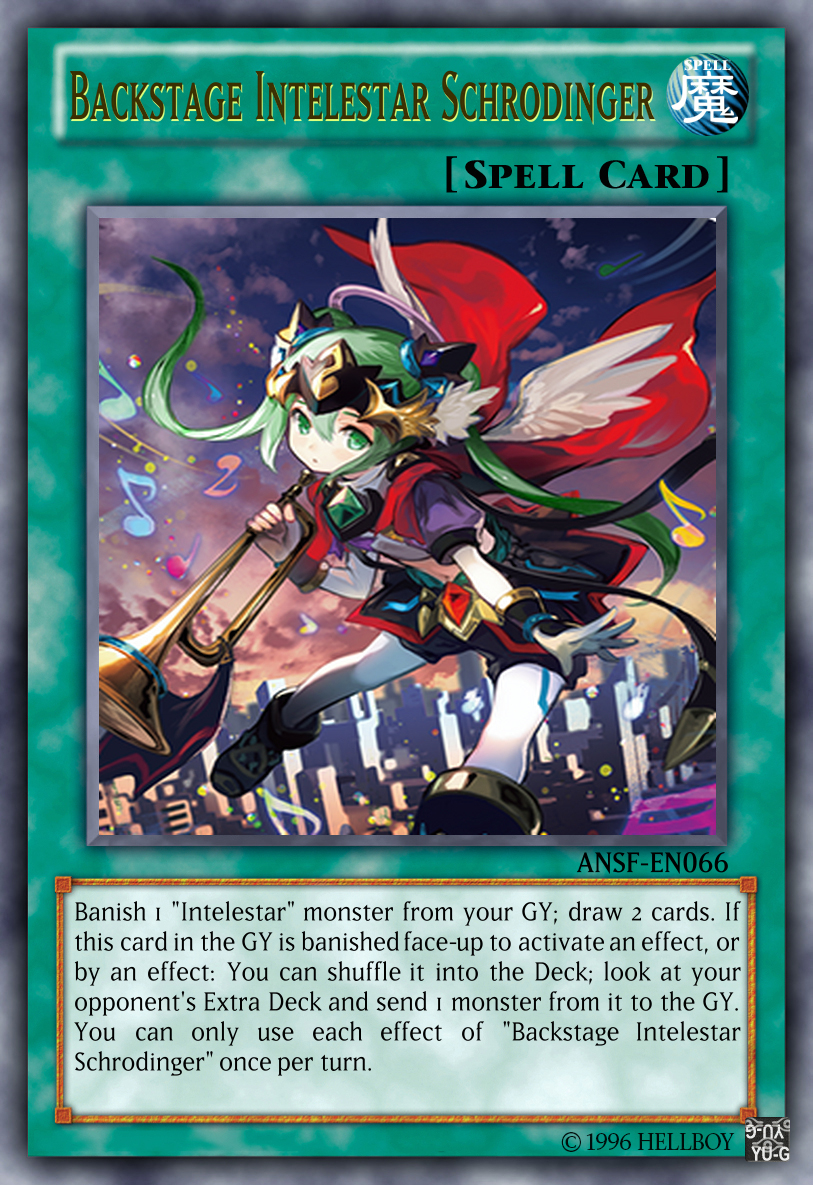 Backstage Intelestar Schrodinger
SPELL
魔
[Spell Card]
ANSF-EN066
Banish 1 "Intelestar" monster from your GY; draw 2 cards. If
this card in the GY is banished face-up to activate an effect, or
by an effect: You can shuffle it into the Deck; look at your
opponent's Extra Deck and send 1 monster from it to the GY.
You can only use each effect of "Backstage Intelestar
Schrodinger" once per turn.
© 1996 HELLBOY
YU-G
YU-G